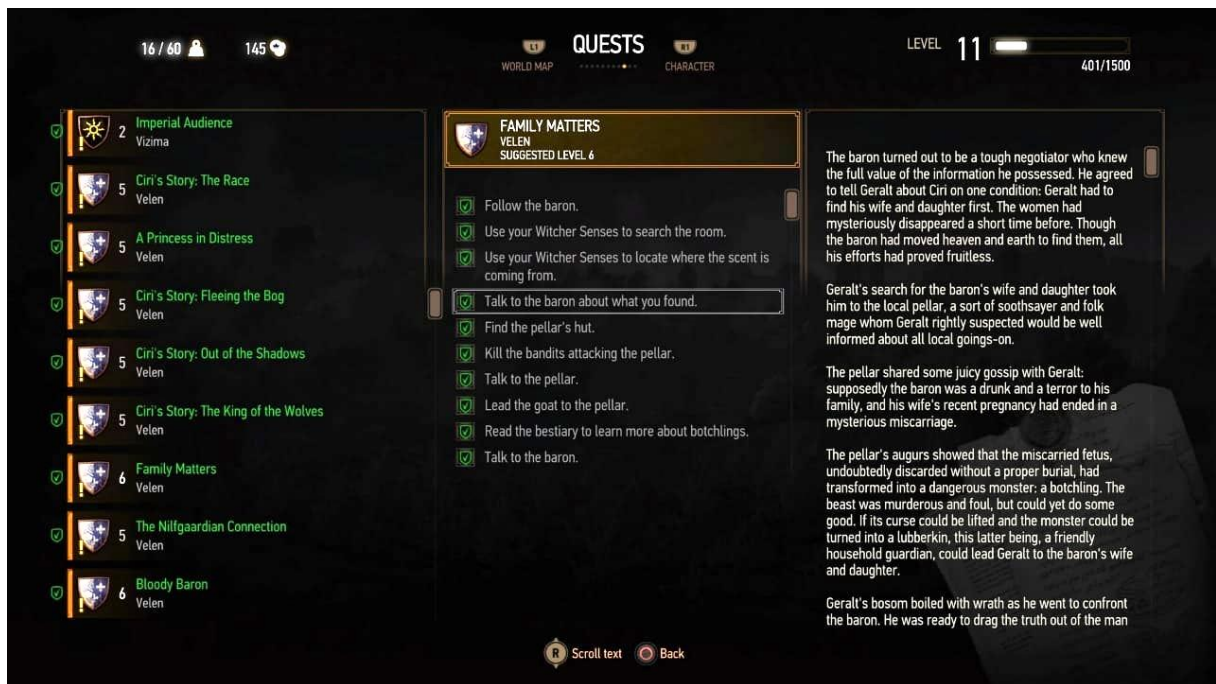 16 / 60
145
L1
QUESTS
R1
WORLD MAP
CHARACTER
LEVEL 11
401/1500
2 Imperial Audience
Vizima
5 Ciri's Story: The Race
Velen
5 A Princess in Distress
Velen
5 Ciri's Story: Fleeing the Bog
Velen
5 Ciri's Story: Out of the Shadows
Velen
5 Ciri's Story: The King of the Wolves
Velen
6 Family Matters
Velen
5 The Nilfgaardian Connection
Velen
6 Bloody Baron
Velen
FAMILY MATTERS
VELEN
SUGGESTED LEVEL 6
Follow the baron.
Use your Witcher Senses to search the room.
Use your Witcher Senses to locate where the scent is
coming from.
Talk to the baron about what you found.
Find the pellar's hut.
Kill the bandits attacking the pellar.
Talk to the pellar.
Lead the goat to the pellar.
Read the bestiary to learn more about botchlings.
Talk to the baron.
The baron turned out to be a tough negotiator who knew
the full value of the information he possessed. He agreed
to tell Geralt about Ciri on one condition: Geralt had to
find his wife and daughter first. The women had
mysteriously disappeared a short time before. Though
the baron had moved heaven and earth to find them, all
his efforts had proved fruitless.
Geralt's search for the baron's wife and daughter took
him to the local pellar, a sort of soothsayer and folk
mage whom Geralt rightly suspected would be well
informed about all local goings-on.
The pellar shared some juicy gossip with Geralt:
supposedly the baron was a drunk and a terror to his
family, and his wife's recent pregnancy had ended in a
mysterious miscarriage.
The pellar's augurs showed that the miscarried fetus,
undoubtedly discarded without a proper burial, had
transformed into a dangerous monster: a botchling. The
beast was murderous and foul, but could yet do some
good. If its curse could be lifted and the monster could be
turned into a lubberkin, this latter being, a friendly
household guardian, could lead Geralt to the baron's wife
and daughter.
Geralt's bosom boiled with wrath as he went to confront
the baron. He was ready to drag the truth out of the man
R Scroll text
Back